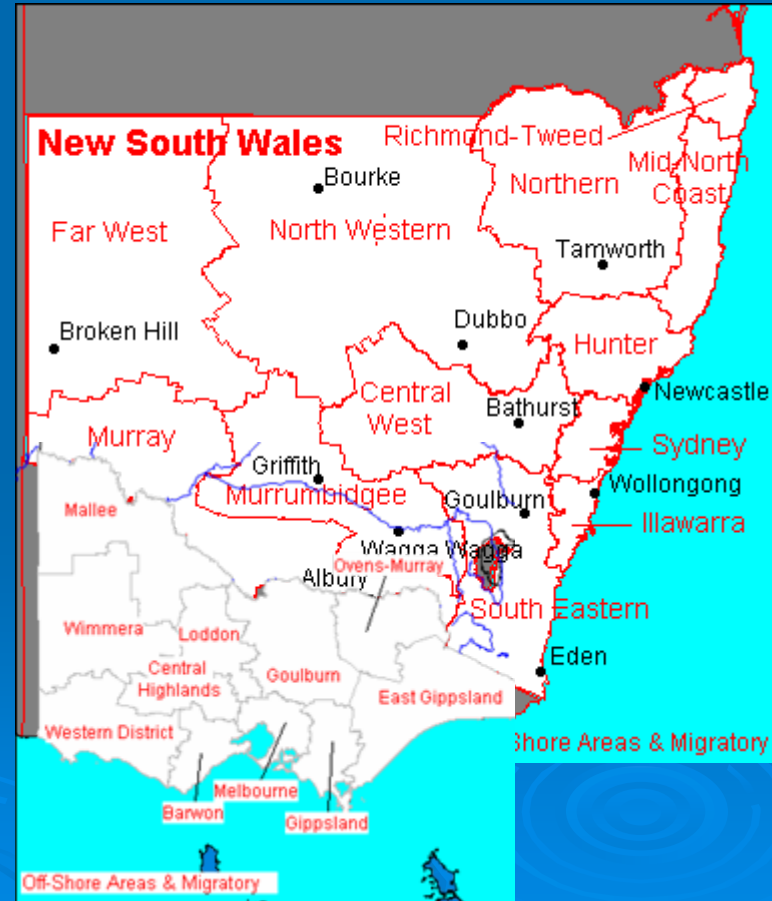 New South Wales
Richmond-Tweed
Mid-North
Coast
Bourke
Northern
Far West
North Western
Tamworth
Broken Hill
Dubbo
Hunter
Newcastle
Central
West
Bathurst
Murray
Sydney
Griffith
Murrumbidgee
Goulburn
Wollongong
Illawarra
Mallee
Wagga Wagga
Ovens-Murray
Albury
South Eastern
Wimmera
Loddon
Eden
Central
Highlands
Goulburn
East Gippsland
Western District
Shore Areas & Migratory
Melbourne
Barwon
Gippsland
Off-Shore Areas & Migratory